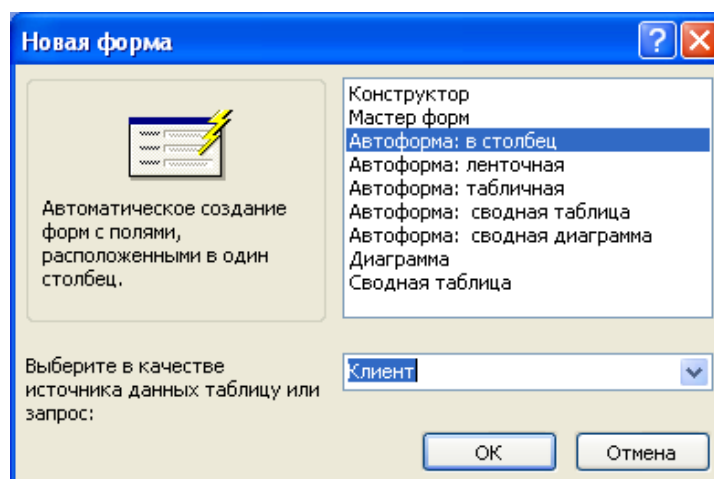 Новая форма
Конструктор
Мастер форм
Автоформа: в столбец
Автоформа: ленточная
Автоформа: табличная
Автоформа:  сводная таблица
Автоформа:  сводная диаграмма
Диаграмма
Сводная таблица
Автоматическое создание
форм с полями,
расположенными в один
столбец.
Выберите в качестве
источника данных таблицу или
запрос:
Клиент
ОК
Отмена